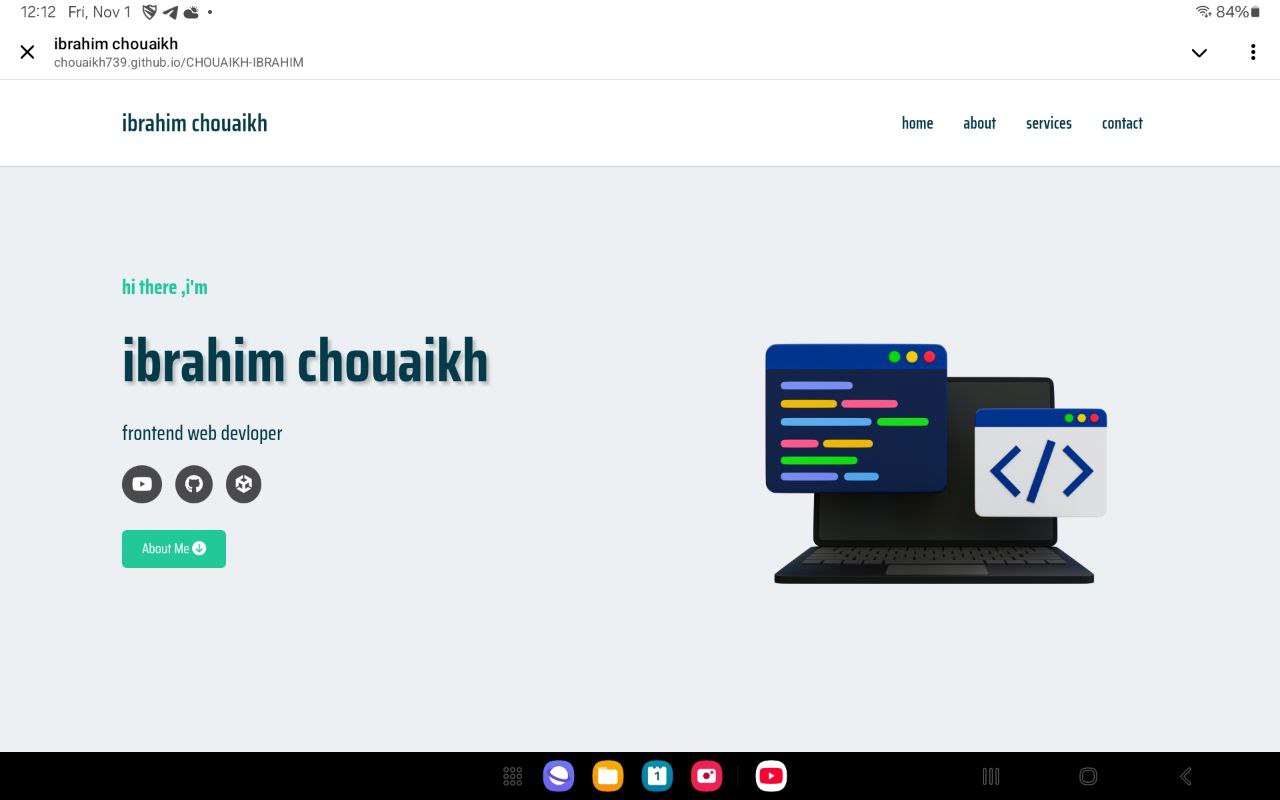 12:12 Fri, Nov 1 84%
ibrahim chouaikh
chouaikh739.github.io/CHOUAIKH-IBRAHIM
ibrahim chouaikh home about services contact
hi there ,i'm
ibrahim chouaikh
frontend web devloper
</>
About Me
1